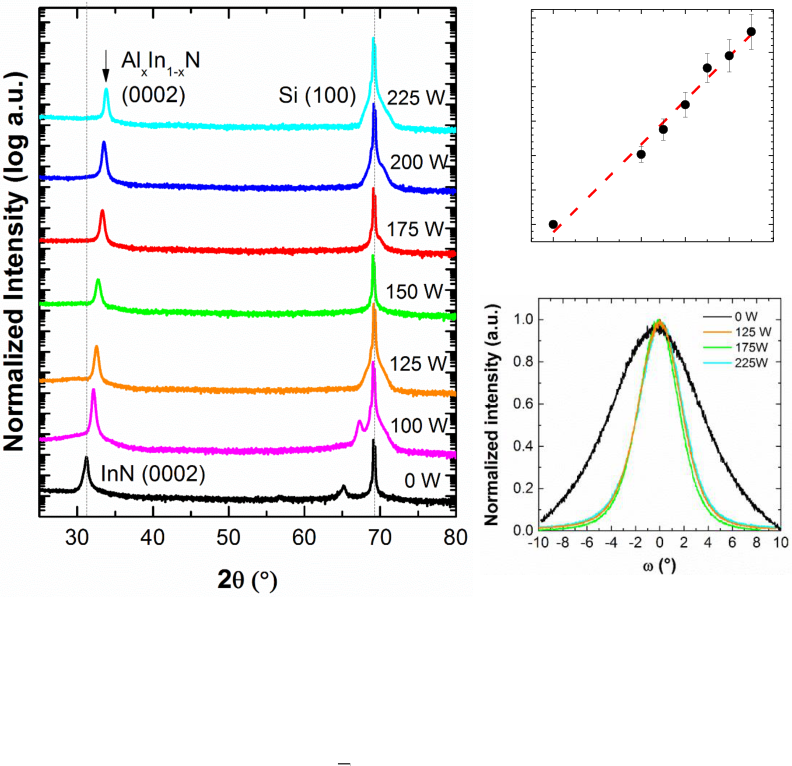 Al_xIn_{1-x}N
(0002)
Si (100)
225 W
200 W
175 W
150 W
125 W
100 W
InN (0002)
0 W
Normalized Intensity (log a.u.)
30 40 50 60 70 80
2θ (°)
Normalized intensity (a.u.)
1.0
0.8
0.6
0.4
0.2
0.0
0 W
125 W
175W
225W
-10 -8 -6 -4 -2 0 2 4 6 8 10
ω (°)